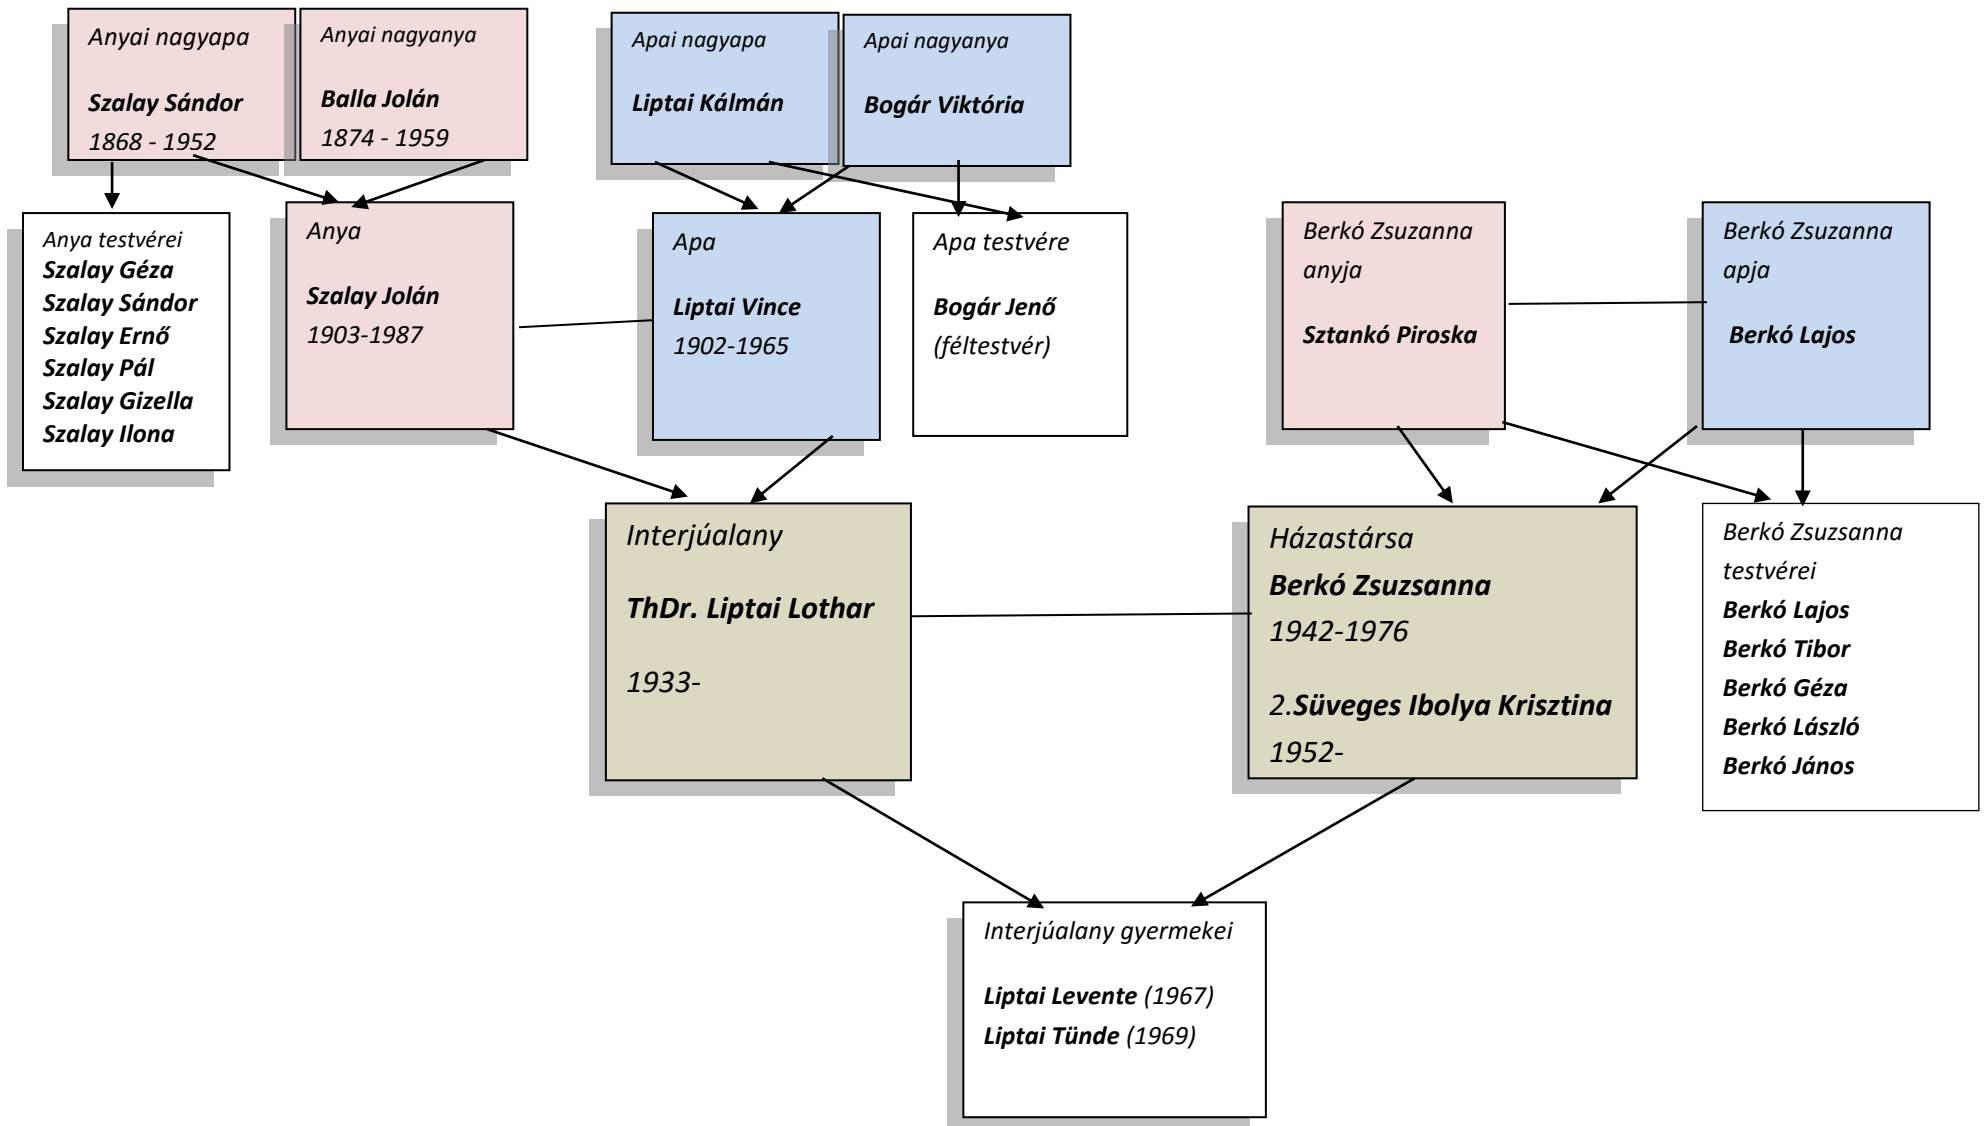 Anyai nagyapa
Szalay Sándor
1868 - 1952
Anyai nagyanya
Balla Jolán
1874 - 1959
Apai nagyapa
Liptai Kálmán
Apai nagyanya
Bogár Viktória
Anya testvérei
Szalay Géza
Szalay Sándor
Szalay Ernő
Szalay Pál
Szalay Gizella
Szalay Ilona
Anya
Szalay Jolán
1903-1987
Apa
Liptai Vince
1902-1965
Apa testvére
Bogár Jenő
(féltestvér)
Berkó Zsuzanna
anyja
Sztankó Piroska
Berkó Zsuzanna
apja
Berkó Lajos
Interjúalany
ThDr. Liptai Lothar
1933-
Házastársa
Berkó Zsuzsanna
1942-1976
2.Süveges Ibolya Krisztina
1952-
Berkó Zsuzsanna
testvérei
Berkó Lajos
Berkó Tibor
Berkó Géza
Berkó László
Berkó János
Interjúalany gyermekei
Liptai Levente (1967)
Liptai Tünde (1969)